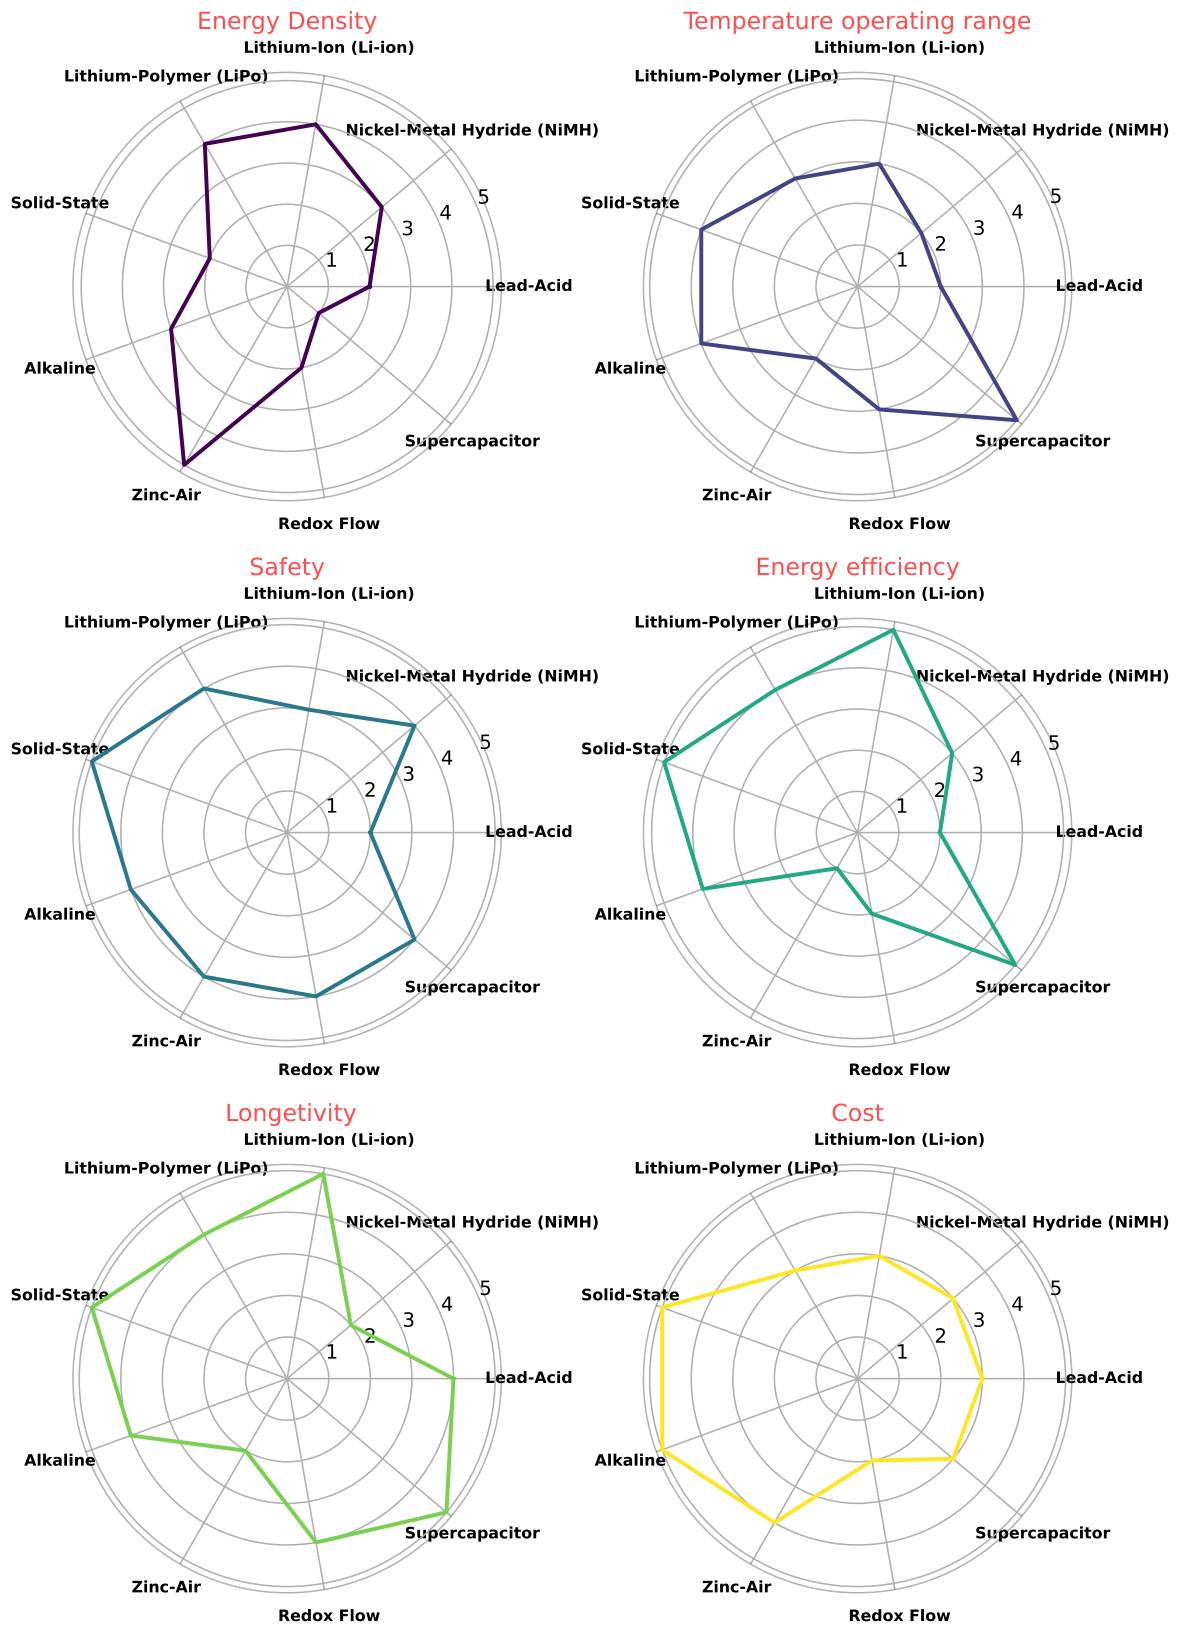 Energy Density
Lithium-Ion (Li-ion)
Lithium-Polymer (LiPo)
Nickel-Metal Hydride (NiMH)
Solid-State
5
4
3
2
1
Lead-Acid
Alkaline
Supercapacitor
Zinc-Air
Redox Flow
Temperature operating range
Lithium-Ion (Li-ion)
Lithium-Polymer (LiPo)
Nickel-Metal Hydride (NiMH)
Solid-State
5
4
3
2
1
Lead-Acid
Alkaline
Supercapacitor
Zinc-Air
Redox Flow
Safety
Lithium-Ion (Li-ion)
Lithium-Polymer (LiPo)
Nickel-Metal Hydride (NiMH)
Solid-State
5
4
3
2
1
Lead-Acid
Alkaline
Supercapacitor
Zinc-Air
Redox Flow
Energy efficiency
Lithium-Ion (Li-ion)
Lithium-Polymer (LiPo)
Nickel-Metal Hydride (NiMH)
Solid-State
5
4
3
2
1
Lead-Acid
Alkaline
Supercapacitor
Zinc-Air
Redox Flow
Longetivity
Lithium-Ion (Li-ion)
Lithium-Polymer (LiPo)
Nickel-Metal Hydride (NiMH)
Solid-State
5
4
3
2
1
Lead-Acid
Alkaline
Supercapacitor
Zinc-Air
Redox Flow
Cost
Lithium-Ion (Li-ion)
Lithium-Polymer (LiPo)
Nickel-Metal Hydride (NiMH)
Solid-State
5
4
3
2
1
Lead-Acid
Alkaline
Supercapacitor
Zinc-Air
Redox Flow